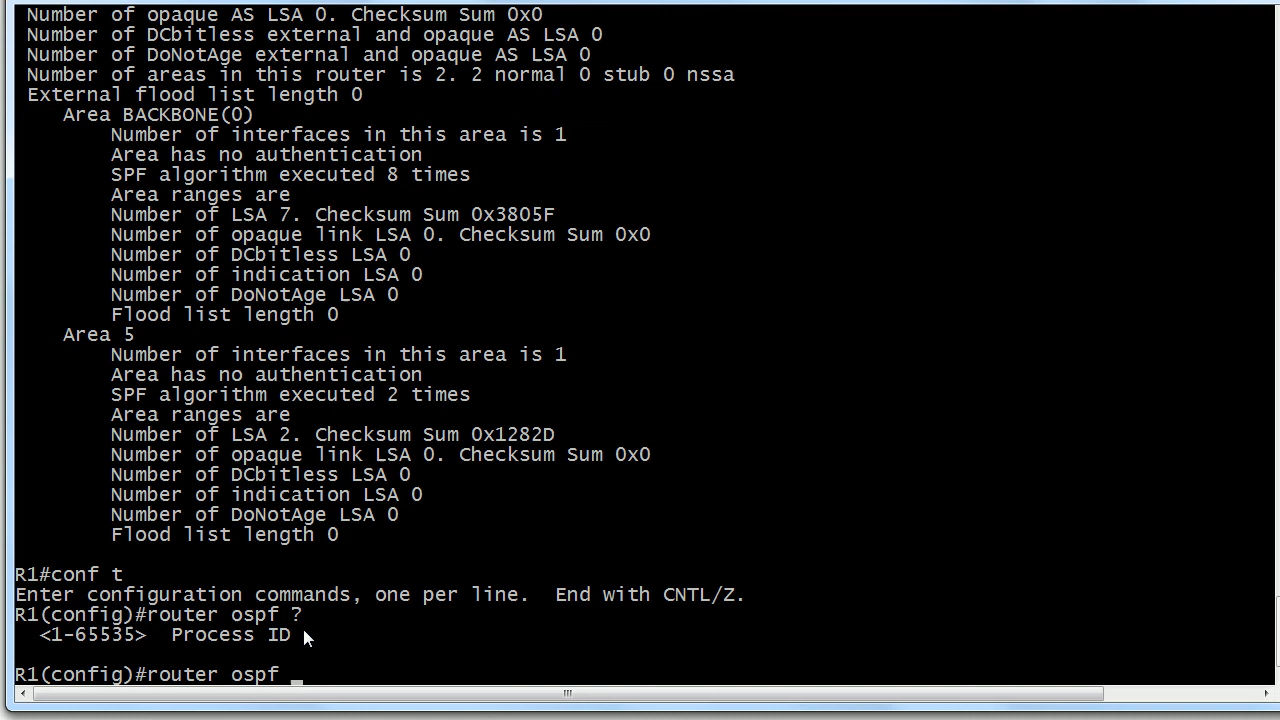 Number of opaque AS LSA 0. Checksum Sum 0x0
Number of DCbitless external and opaque AS LSA 0
Number of DoNotAge external and opaque AS LSA 0
Number of areas in this router is 2. 2 normal 0 stub 0 nssa
External flood list length 0
Area BACKBONE(0)
Number of interfaces in this area is 1
Area has no authentication
SPF algorithm executed 8 times
Area ranges are
Number of LSA 7. Checksum Sum 0x3805F
Number of opaque link LSA 0. Checksum Sum 0x0
Number of DCbitless LSA 0
Number of indication LSA 0
Number of DoNotAge LSA 0
Flood list length 0
Area 5
Number of interfaces in this area is 1
Area has no authentication
SPF algorithm executed 2 times
Area ranges are
Number of LSA 2. Checksum Sum 0x1282D
Number of opaque link LSA 0. Checksum Sum 0x0
Number of DCbitless LSA 0
Number of indication LSA 0
Number of DoNotAge LSA 0
Flood list length 0
R1#conf t
Enter configuration commands, one per line.  End with CNTL/Z.
R1(config)#router ospf ?
<1-65535>  Process ID
R1(config)#router ospf _